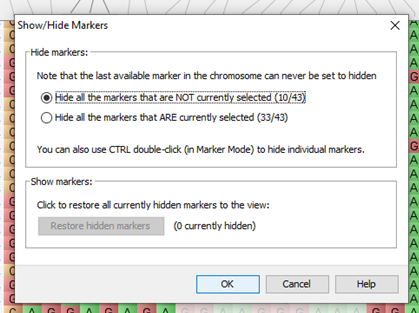 Show/Hide Markers
Hide markers:
Note that the last available marker in the chromosome can never be set to hidden
Hide all the markers that are NOT currently selected (10/43)
Hide all the markers that ARE currently selected (33/43)
You can also use CTRL double-click (in Marker Mode) to hide individual markers.
Show markers:
Click to restore all currently hidden markers to the view:
Restore hidden markers (0 currently hidden)
OK Cancel Help